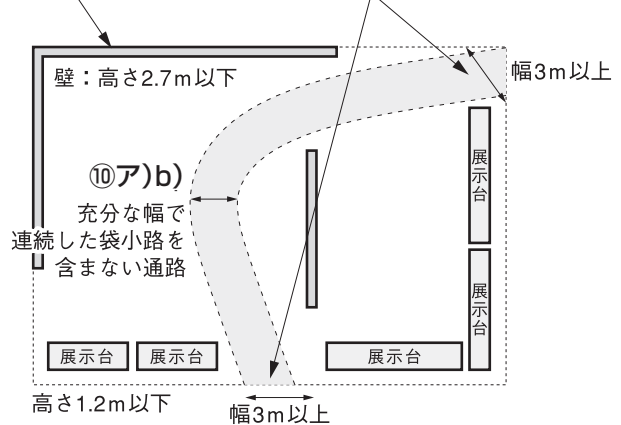 壁：高さ2.7m以下
幅3m以上
⑩ア)b)
充分な幅で
連続した袋小路を
含まない通路
展示台
展示台
展示台
展示台
展示台
高さ1.2m以下
幅3m以上